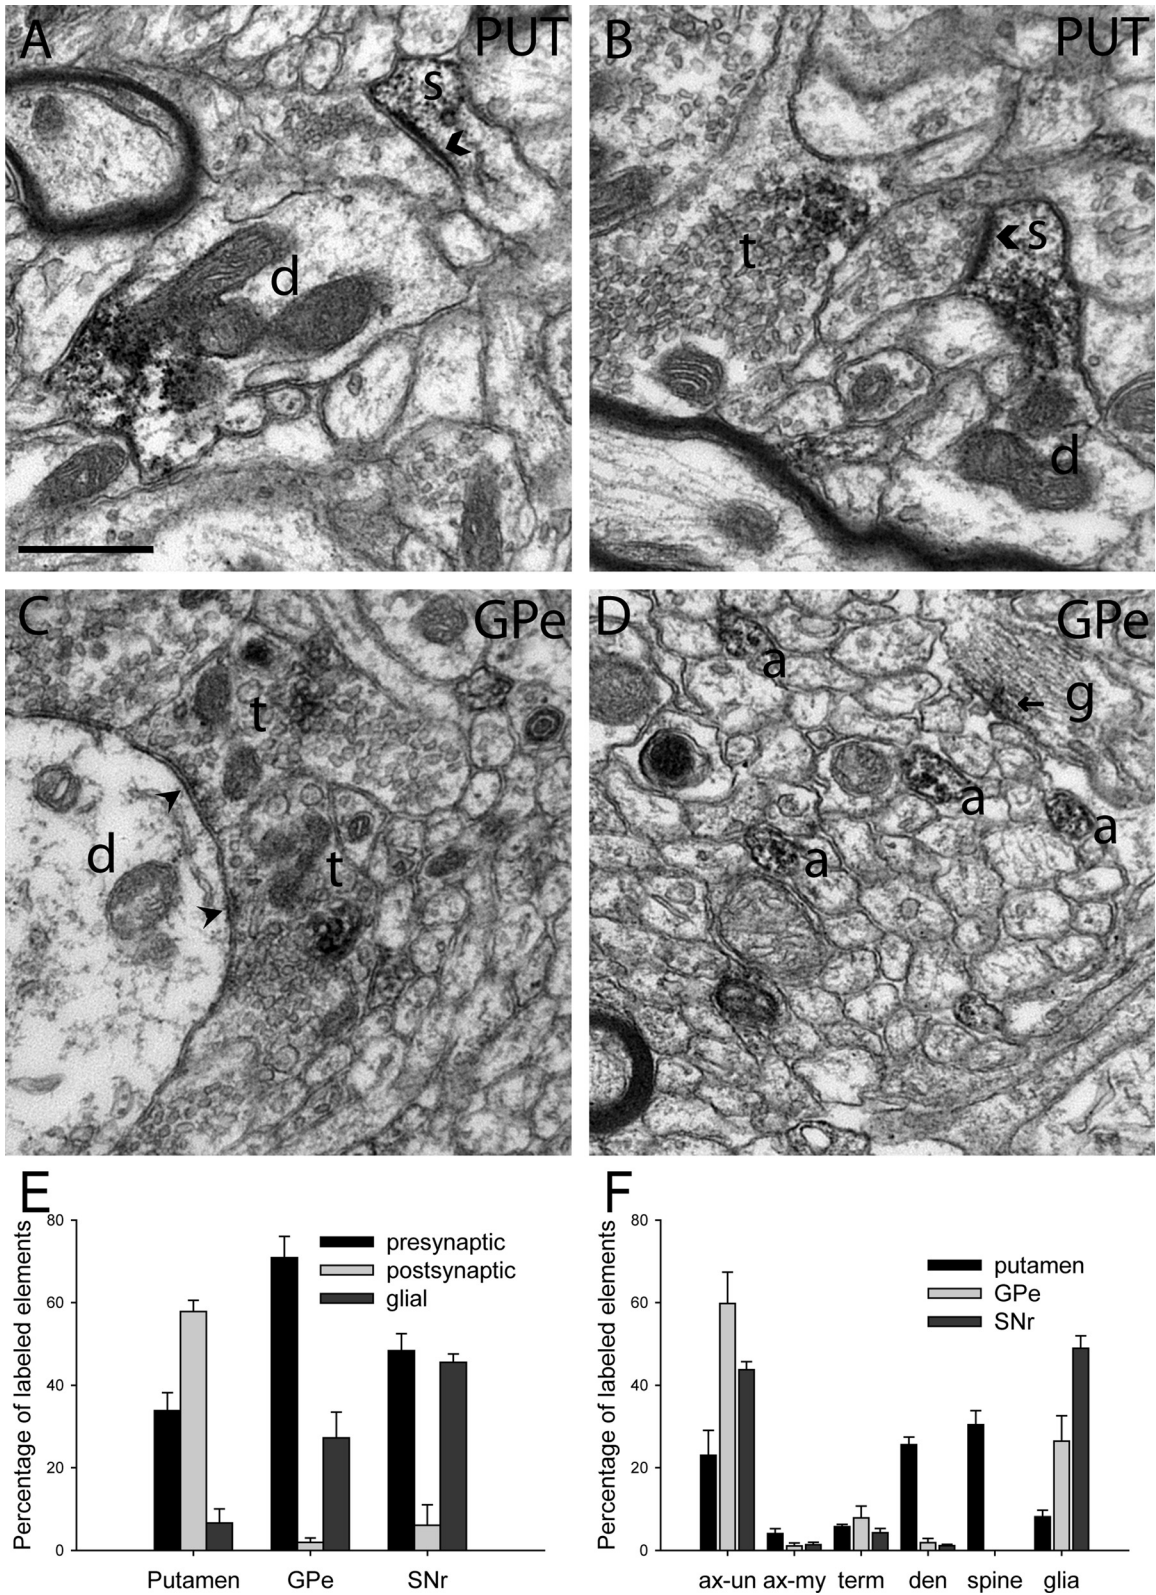 A PUT
s
d
B PUT
t
s
d
C GPe
t
d
t
D GPe
a
g
a
a
a
E
Percentage of labeled elements
80
60
40
20
0
presynaptic
postsynaptic
glial
Putamen GPe SNr
F
Percentage of labeled elements
80
60
40
20
0
putamen
GPe
SNr
ax-un ax-my term den spine glia